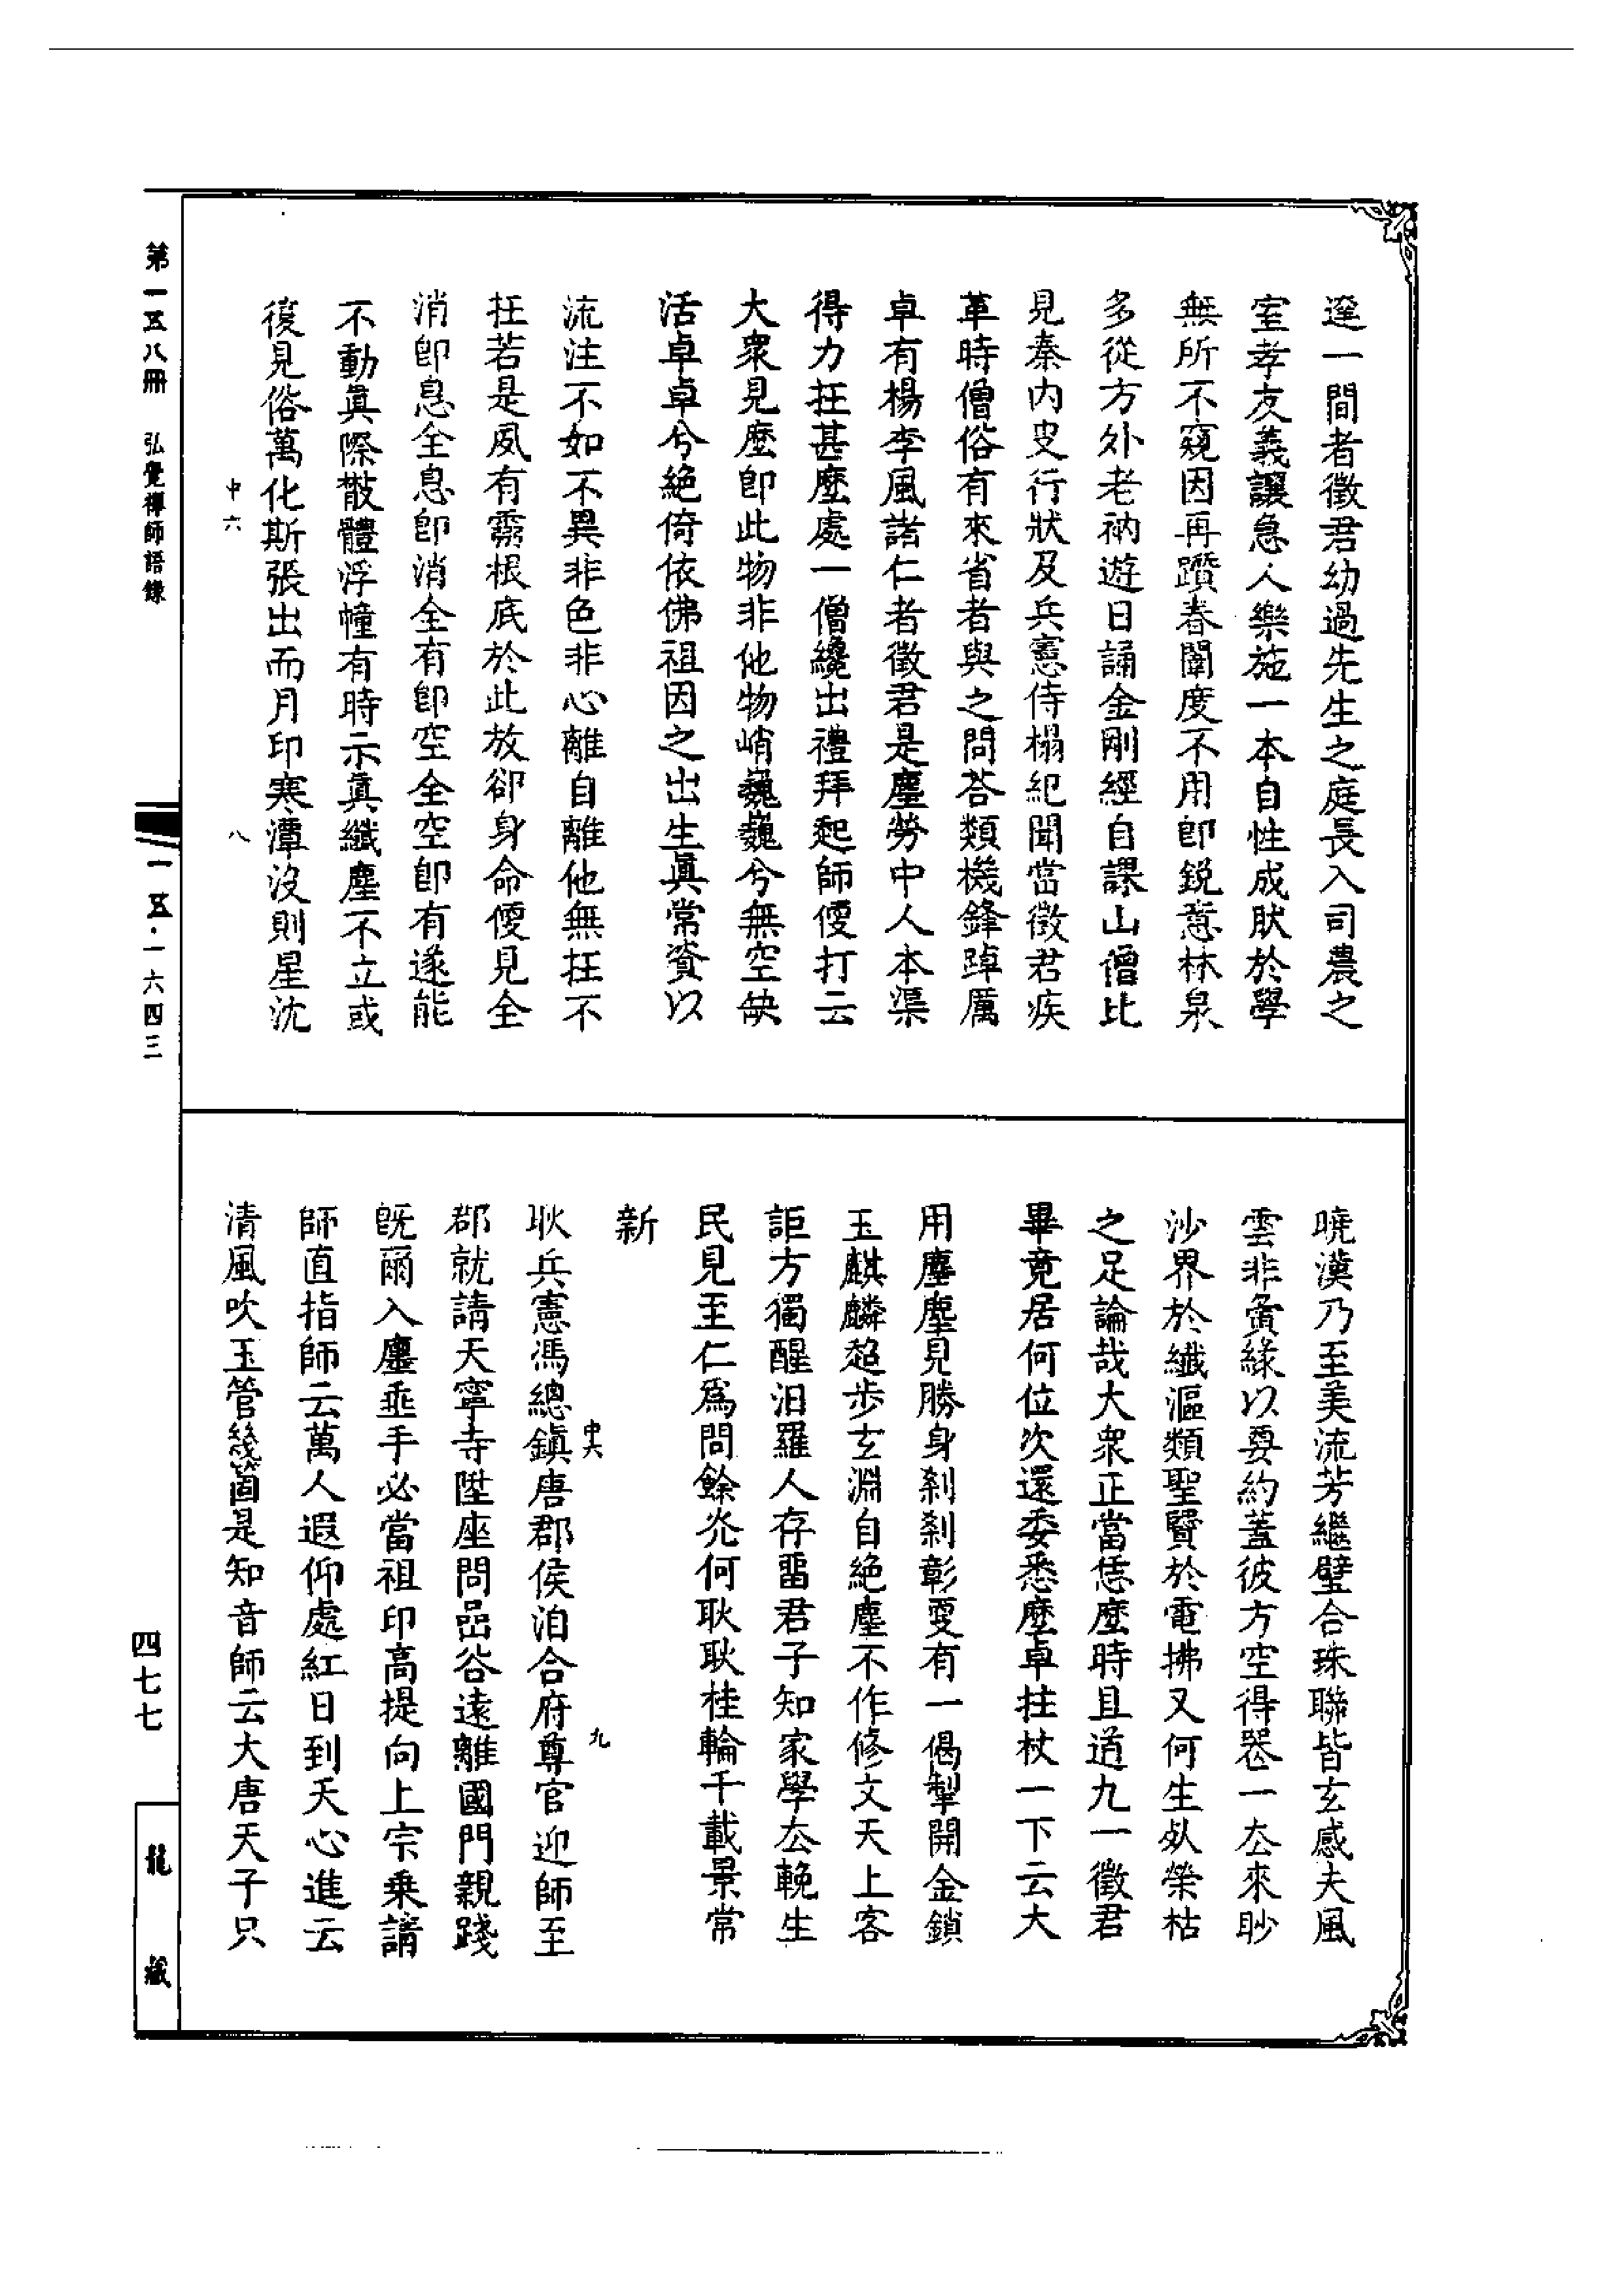 邃一間者徵君幼過先生之庭長入司農之
室孝友義讓急人樂施一本自性成肰於學
無所不窺因再躓春闈度不用卽銳意林泉
多從方外老衲遊日誦金剛經自課山僧比
見秦內史行狀及兵憲侍榻紀聞當徵君疾
革時僧俗有來省者與之問荅類機鋒踔厲
卓有楊李風諸仁者徵君是塵勞中人本渠
得力在甚麼處一僧纔出禮拜起師便打云
大衆見麼卽此物非他物峭巍巍兮無空缺
活卓卓兮絕倚依佛祖因之出生眞常資以
流注不如不異非色非心離自離他無在不
在若是夙有靈根底於此放卻身命便見全
消卽息全息卽消全有卽空全空卽有遂能
不動眞際散體浮幢有時示眞纖塵不立或
復見俗萬化斯張出而月印寒潭沒則星沈
中六 八
曉漢乃至美流芳繼壁合珠聯皆玄感夫風
雲非夤緣以要約蓋彼方空得器一去來眇
沙界於纖漚類聖賢於電拂又何生死榮枯
之足論哉大衆正當恁麼時且道九一徵君
畢竟居何位次還委悉麼卓拄杖一下云大
用塵塵見勝身剎剎彰更有一偈掣開金鎖
玉麒麟超步玄淵自絕塵不作修文天上客
詎方獨醒汨羅人存畱君子知家學去輓生
民見至仁爲問餘光何耿耿桂輪千載景常
新
中六 九
耿兵憲馮總鎭唐郡侯洎合府尊官迎師至
郡就請天寧寺陞座問喦谷遠離國門親踐
旣爾入廛垂手必當祖印高提向上宗乗請
師直指師云萬人遐仰處紅日到天心進云
清風吹玉管幾箇是知音師云大唐天子只
第一五八冊 弘覺禪師語錄
一五·一六四三
四七七
龍藏